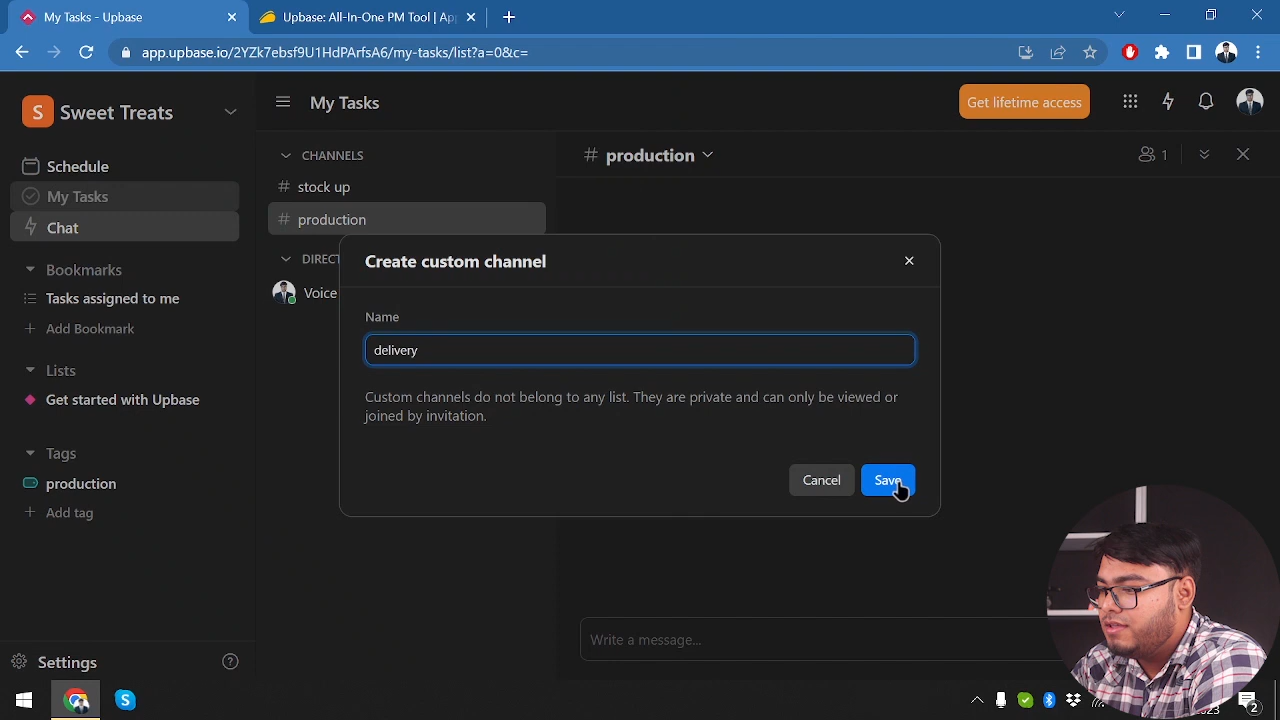 My Tasks - Upbase
Upbase: All-In-One PM Tool | App
app.upbase.io/2YZk7ebsf9U1HdPArfsA6/my-tasks/list?a=0&c=
S Sweet Treats
My Tasks
Get lifetime access
Schedule
My Tasks
Chat
Bookmarks
Tasks assigned to me
+ Add Bookmark
Lists
Get started with Upbase
Tags
production
+ Add tag
Settings
CHANNELS
# stock up
# production
DIRECT
Voice
# production
1
Create custom channel
Name
delivery
Custom channels do not belong to any list. They are private and can only be viewed or
joined by invitation.
Cancel
Save
Write a message...
2